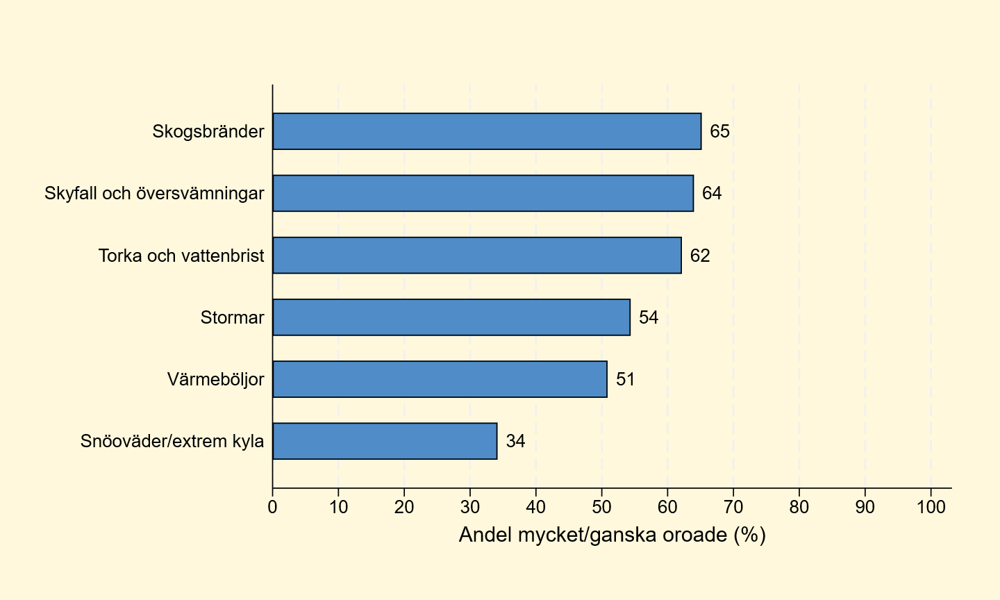 Skogsbränder 65
Skyfall och översvämningar 64
Torka och vattenbrist 62
Stormar 54
Värmeböljor 51
Snöoväder/extrem kyla 34
0 10 20 30 40 50 60 70 80 90 100
Andel mycket/ganska oroade (%)